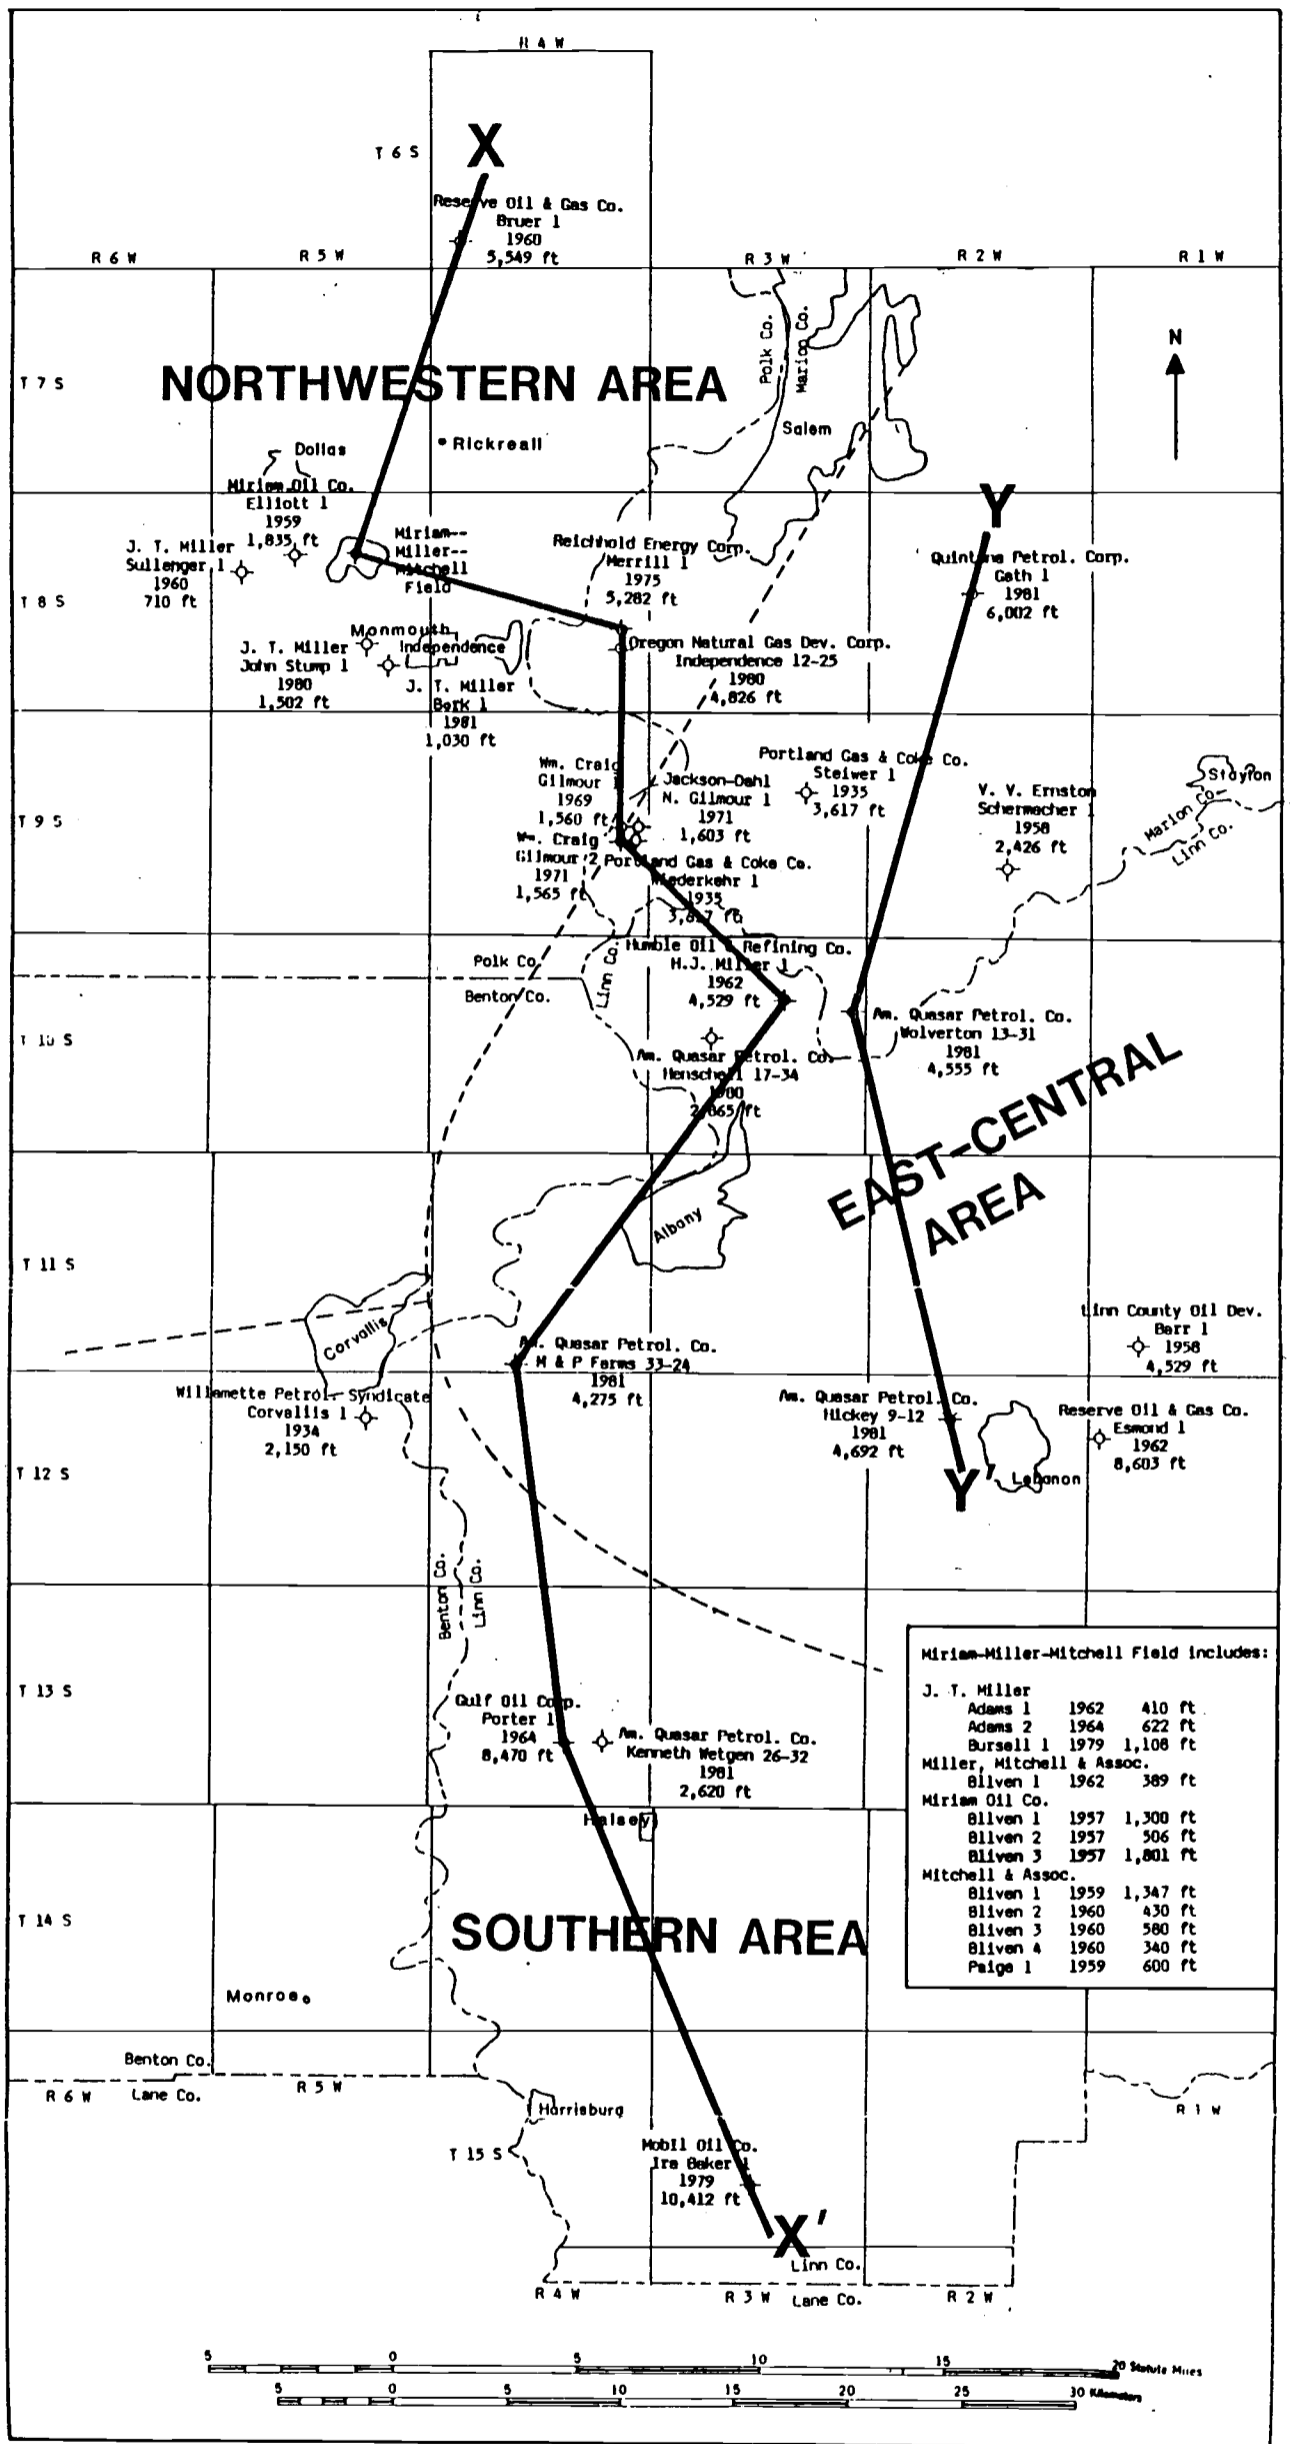 R 4 W
T 6 S
X
Reserve Oil & Gas Co.
Bruer 1
1960
5,549 ft
R 6 W
R 5 W
R 3 W
R 2 W
R 1 W
Polk Co.
Marion Co.
N
T 7 S
NORTHWESTERN AREA
Salem
Rickreall
Dallas
Miriam Oil Co.
Elliott 1
1959
1,835 ft
Y
J. T. Miller
Sullenger 1
1960
710 ft
Miriam--
Miller--
Mitchell
Field
Reichhold Energy Corp.
Merrill 1
1975
5,282 ft
Quintana Petrol. Corp.
Gath 1
1981
6,002 ft
T 8 S
Monmouth
Independence
J. T. Miller
John Stump 1
1980
1,502 ft
J. T. Miller
Bork 1
1981
1,030 ft
Oregon Natural Gas Dev. Corp.
Independence 12-25
1980
4,826 ft
Portland Gas & Coke Co.
Steiwer 1
1935
3,617 ft
Wm. Craig
Gilmour 1
1969
1,560 ft
Jackson-Dahl
N. Gilmour 1
1971
1,603 ft
V. V. Ernston
Schermacher 1
1958
2,426 ft
Stayton
Marion Co.
Linn Co.
T 9 S
Wm. Craig
Gilmour 2
1971
1,565 ft
Portland Gas & Coke Co.
Wiederkehr 1
1935
ft
Humble Oil & Refining Co.
H.J. Miller 1
1962
4,529 ft
Polk Co.
Benton Co.
Linn Co.
Am. Quasar Petrol. Co.
Wolverton 13-31
1981
4,555 ft
T 10 S
Am. Quasar Petrol. Co.
Henschell 17-34
1980
ft
EAST-CENTRAL
AREA
Albany
T 11 S
Corvallis
Linn County Oil Dev.
Barr 1
1958
4,529 ft
Am. Quasar Petrol. Co.
M & P Farms 33-24
1981
4,275 ft
Willamette Petrol. Syndicate
Corvallis 1
1934
2,150 ft
Am. Quasar Petrol. Co.
Hickey 9-12
1981
4,692 ft
Reserve Oil & Gas Co.
Esmond 1
1962
8,603 ft
T 12 S
Y'
Lebanon
Benton Co.
Linn Co.
T 13 S
Gulf Oil Corp.
Porter 1
1964
8,470 ft
Am. Quasar Petrol. Co.
Kenneth Wetgen 26-32
1981
2,620 ft
Halsey
Miriam-Miller-Mitchell Field includes:
J. T. Miller
Adams 1 1962 410 ft
Adams 2 1964 622 ft
Bursell 1 1979 1,108 ft
Miller, Mitchell & Assoc.
Bliven 1 1962 389 ft
Miriam Oil Co.
Bliven 1 1957 1,300 ft
Bliven 2 1957 506 ft
Bliven 3 1957 1,801 ft
Mitchell & Assoc.
Bliven 1 1959 1,347 ft
Bliven 2 1960 430 ft
Bliven 3 1960 580 ft
Bliven 4 1960 340 ft
Paige 1 1959 600 ft
T 14 S
SOUTHERN AREA
Monroe
Benton Co.
Lane Co.
R 6 W
R 5 W
R 1 W
Harrisburg
T 15 S
Mobil Oil Co.
Ira Baker 1
1979
10,412 ft
X'
Linn Co.
Lane Co.
R 4 W
R 3 W
R 2 W
5 0 5 10 15 20 Statute Miles
5 0 5 10 15 20 25 30 Kilometers